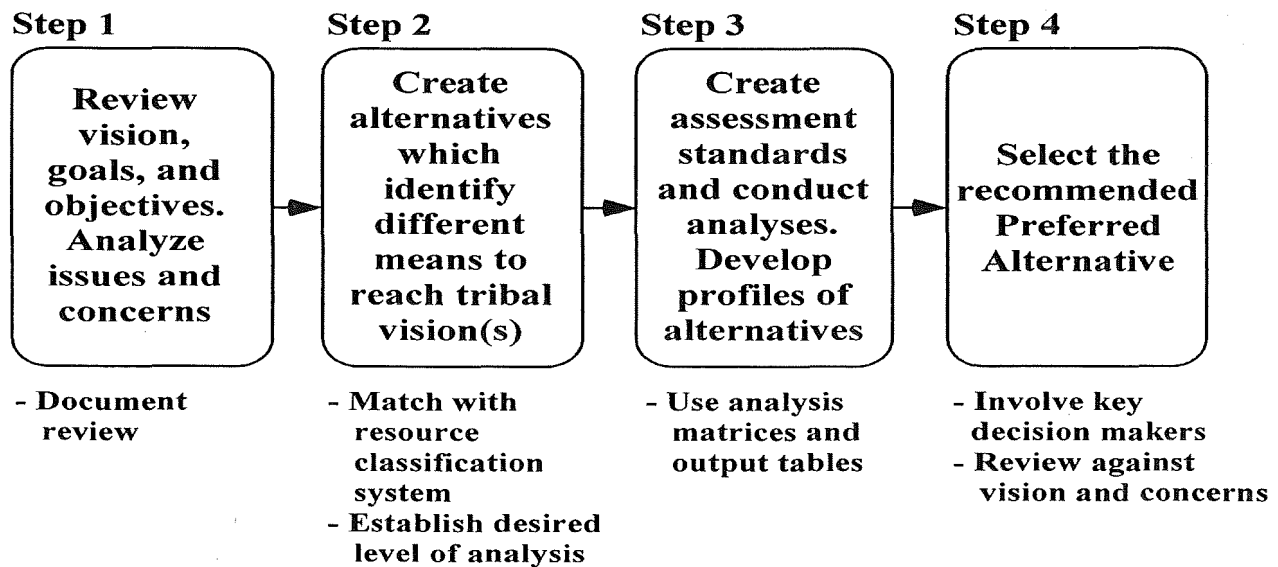 Step 1
Review
vision,
goals, and
objectives.
Analyze
issues and
concerns
- Document
review
Step 2
Create
alternatives
which
identify
different
means to
reach tribal
vision(s)
- Match with
resource
classification
system
- Establish desired
level of analysis
Step 3
Create
assessment
standards
and conduct
analyses.
Develop
profiles of
alternatives
- Use analysis
matrices and
output tables
Step 4
Select the
recommended
Preferred
Alternative
- Involve key
decision makers
- Review against
vision and concerns